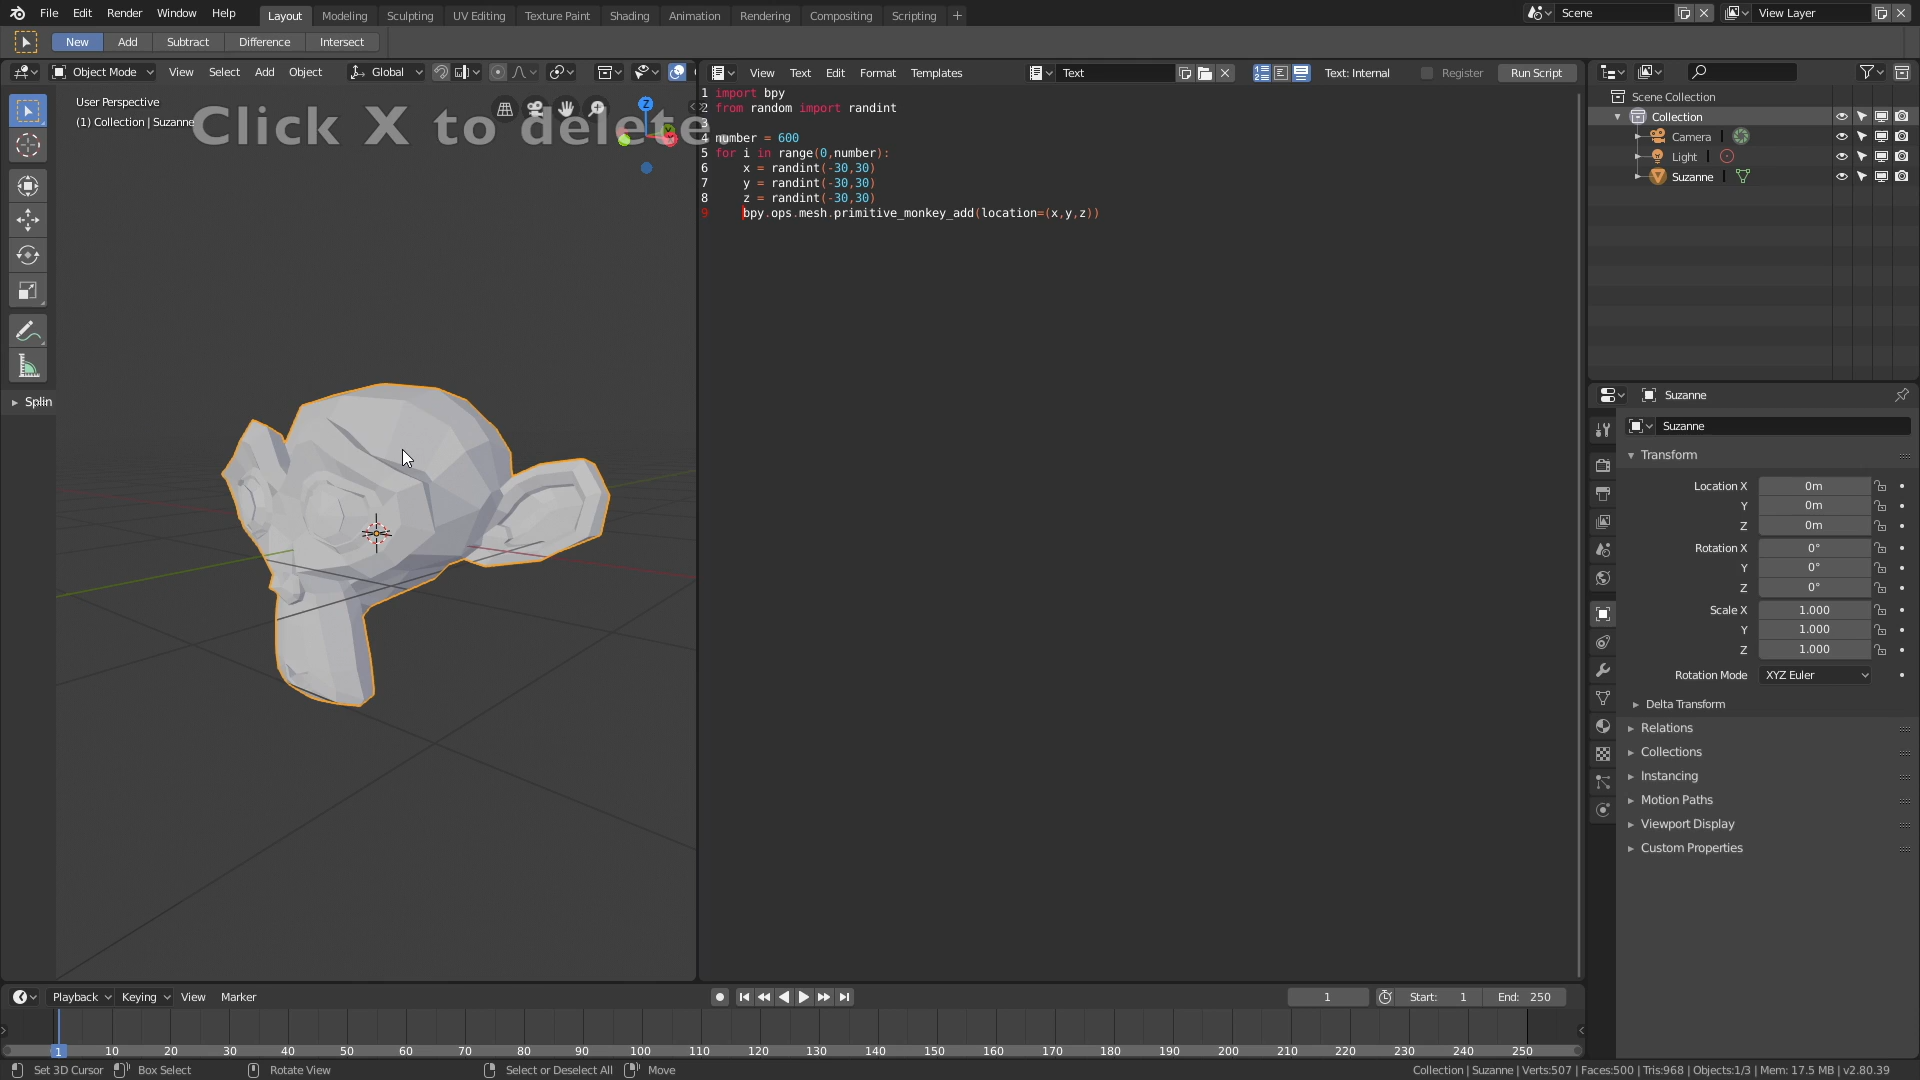 File Edit Render Window Help
Layout Modeling Sculpting UV Editing Texture Paint Shading Animation Rendering Compositing Scripting +
Scene
View Layer
New Add Subtract Difference Intersect
Object Mode View Select Add Object Global
View Text Edit Format Templates Text Text: Internal Register Run Script
User Perspective
(1) Collection | Suzanne
Click X to delete
Z
Splin
1 import bpy
2 from random import randint
3
4 number = 600
5 for i in range(0,number):
6 x = randint(-30,30)
7 y = randint(-30,30)
8 z = randint(-30,30)
9 bpy.ops.mesh.primitive_monkey_add(location=(x,y,z))
Scene Collection
Collection
Camera
Light
Suzanne
Suzanne
Suzanne
Transform
Location X 0m
Y 0m
Z 0m
Rotation X 0°
Y 0°
Z 0°
Scale X 1.000
Y 1.000
Z 1.000
Rotation Mode XYZ Euler
Delta Transform
Relations
Collections
Instancing
Motion Paths
Viewport Display
Custom Properties
Playback Keying View Marker
1 Start: 1 End: 250
1 10 20 30 40 50 60 70 80 90 100 110 120 130 140 150 160 170 180 190 200 210 220 230 240 250
Set 3D Cursor Box Select Rotate View Select or Deselect All Move
Collection | Suzanne | Verts:507 | Faces:500 | Tris:968 | Objects:1/3 | Mem: 17.5 MB | v2.80.39